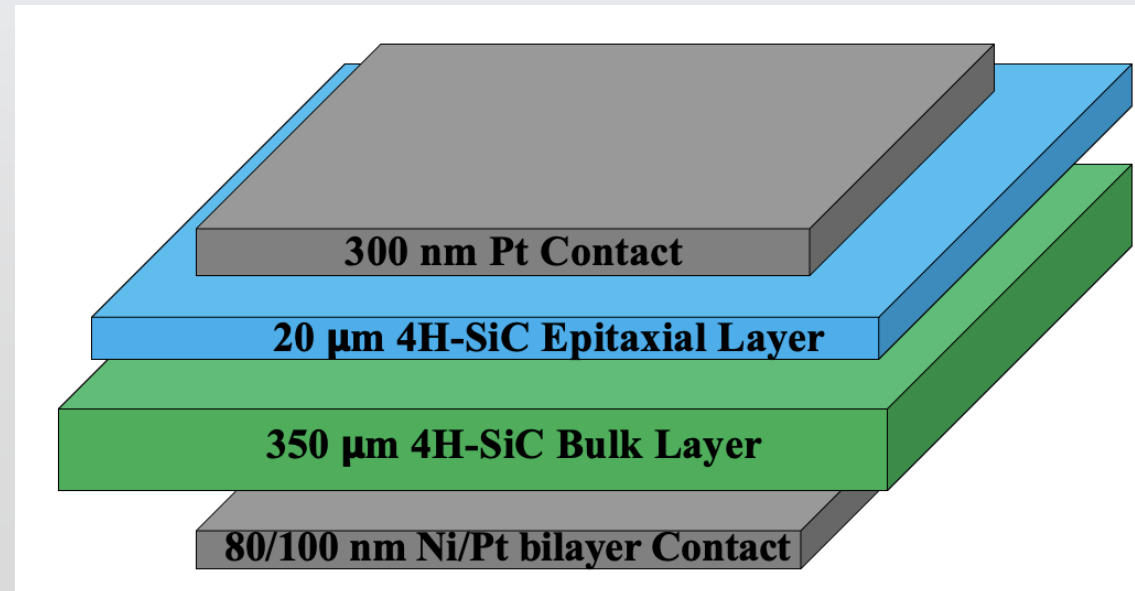 300 nm Pt Contact
20 μm 4H-SiC Epitaxial Layer
350 μm 4H-SiC Bulk Layer
80/100 nm Ni/Pt bilayer Contact